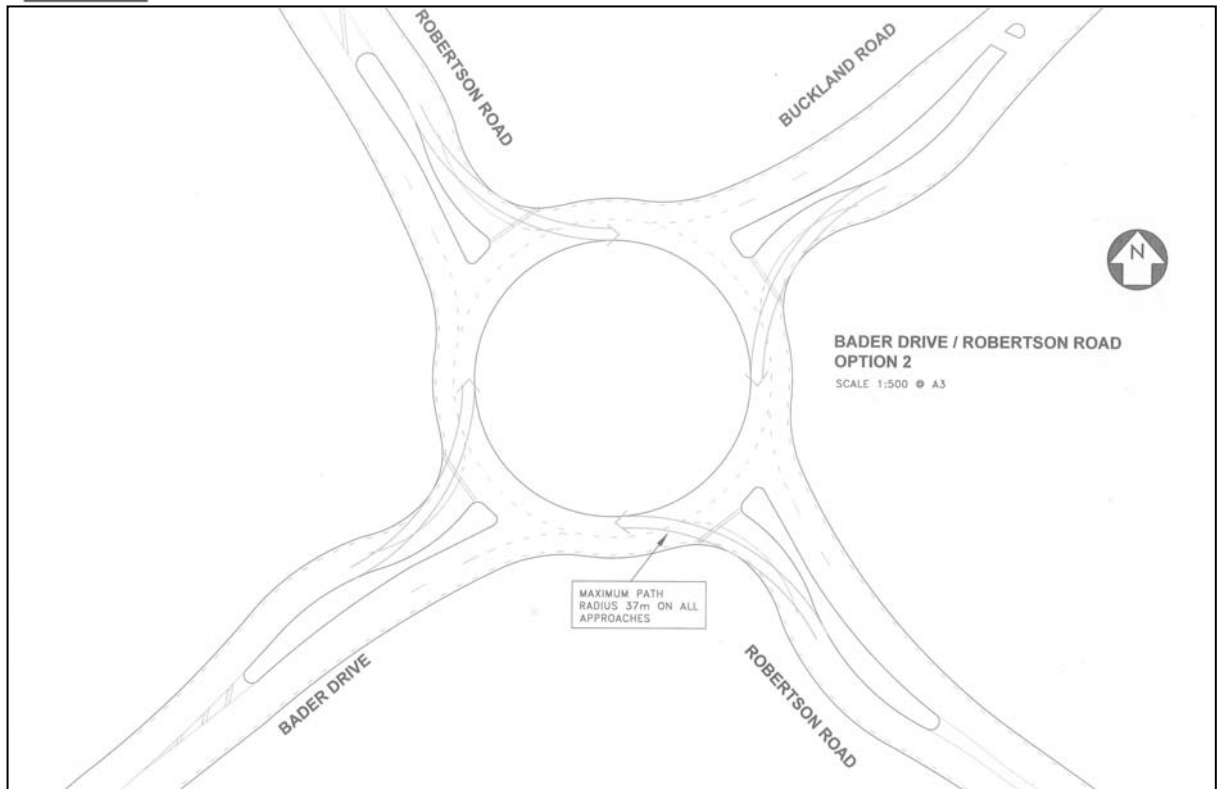 ROBERTSON ROAD
BUCKLAND ROAD
N
BADER DRIVE / ROBERTSON ROAD
OPTION 2
SCALE 1:500 @ A3
MAXIMUM PATH
RADIUS 37m ON ALL
APPROACHES
BADER DRIVE
ROBERTSON ROAD